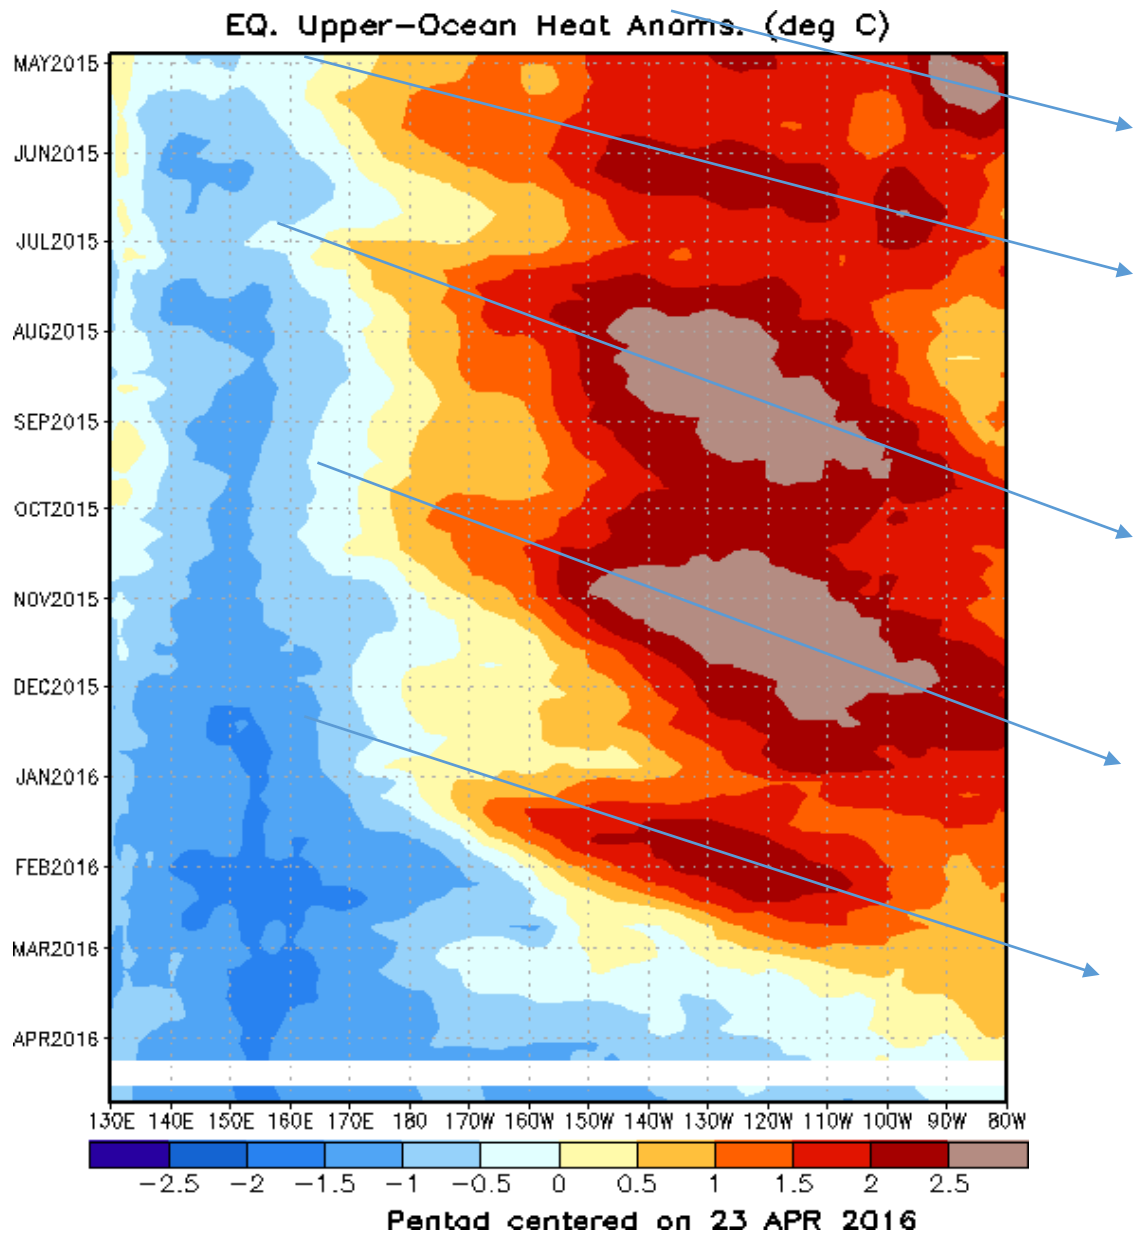 EQ. Upper-Ocean Heat Anoms. (deg C)
MAY2015
JUN2015
JUL2015
AUG2015
SEP2015
OCT2015
NOV2015
DEC2015
JAN2016
FEB2016
MAR2016
APR2016
130E 140E 150E 160E 170E 180 170W 160W 150W 140W 130W 120W 110W 100W 90W 80W
-2.5 -2 -1.5 -1 -0.5 0 0.5 1 1.5 2 2.5
Pentad centered on 23 APR 2016